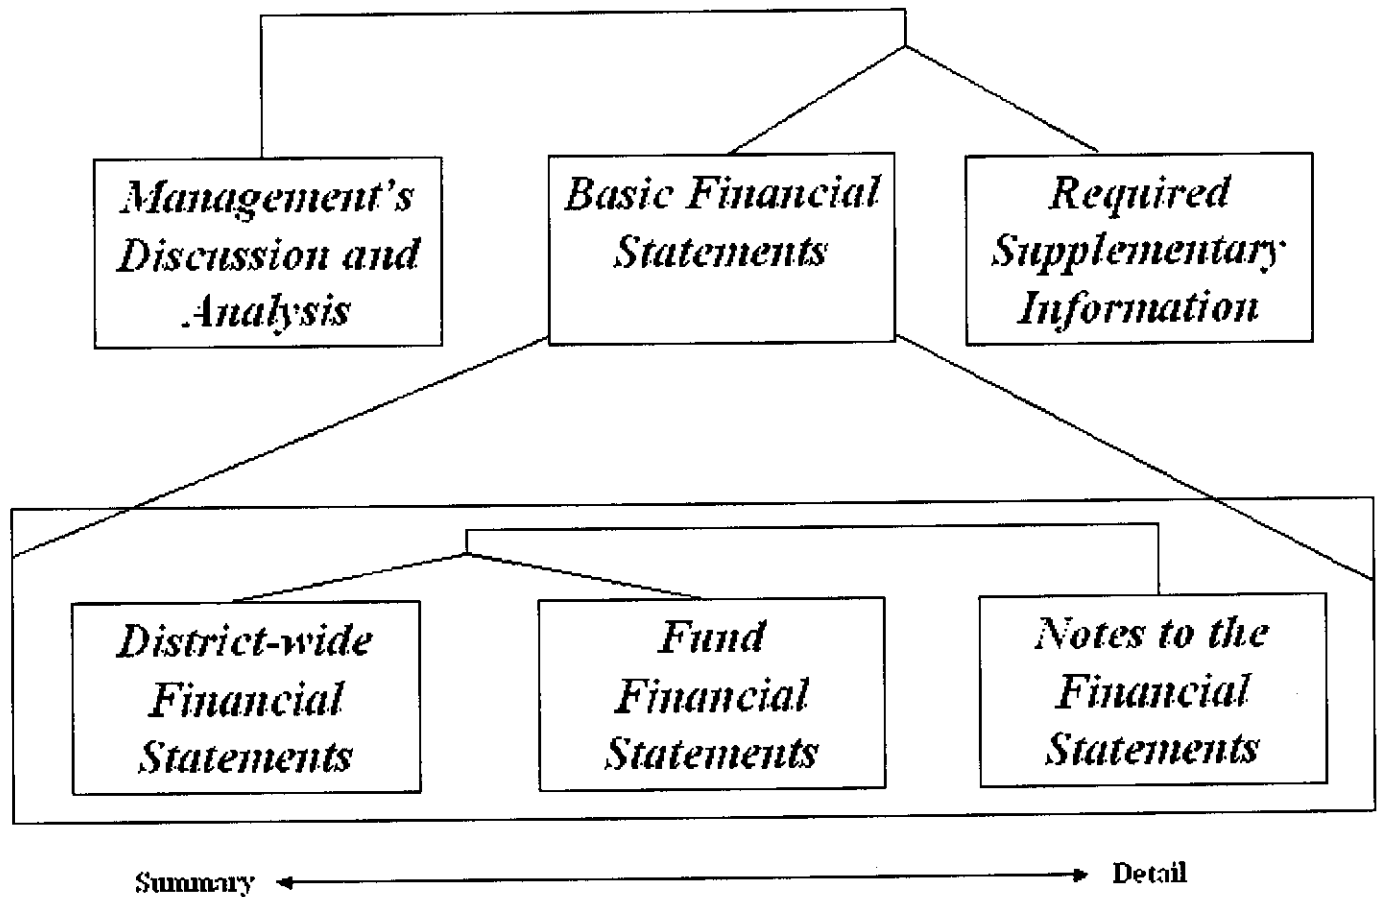 Management's
Discussion and
Analysis
Basic Financial
Statements
Required
Supplementary
Information
District-wide
Financial
Statements
Fund
Financial
Statements
Notes to the
Financial
Statements
Summary
Detail